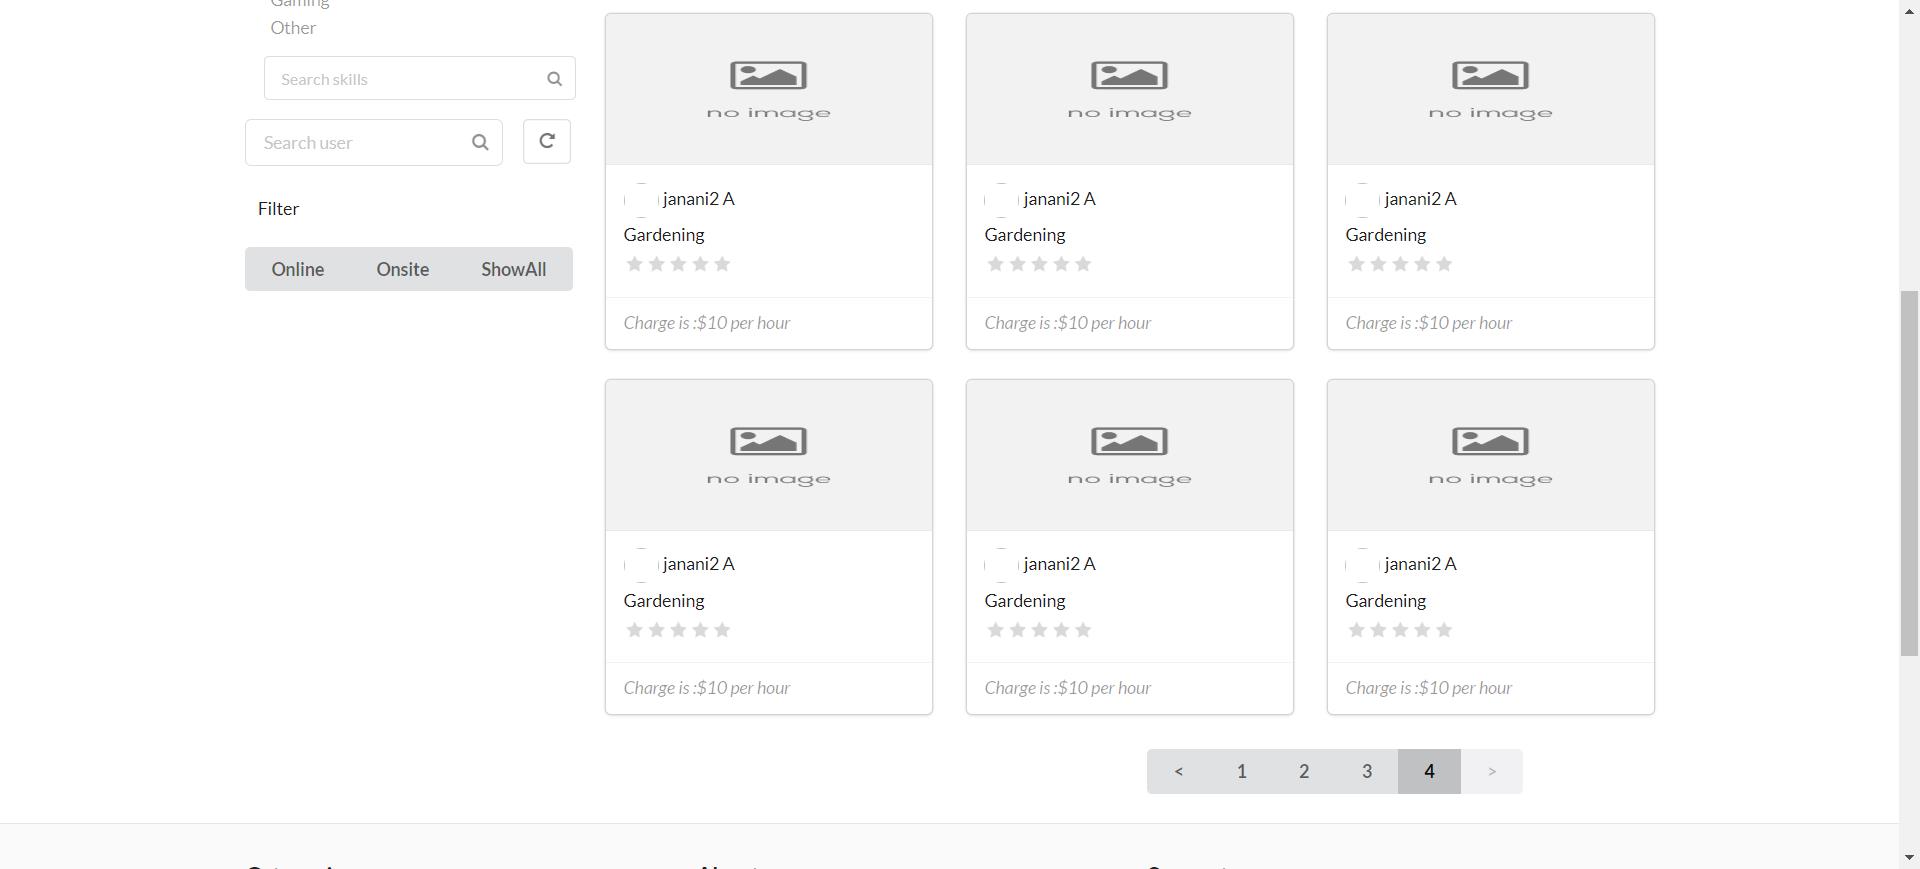 Gaming
Other
Search skills
Search user
Filter
Online Onsite ShowAll
no image no image no image
janani2 A janani2 A janani2 A
Gardening Gardening Gardening
Charge is :$10 per hour Charge is :$10 per hour Charge is :$10 per hour
no image no image no image
janani2 A janani2 A janani2 A
Gardening Gardening Gardening
Charge is :$10 per hour Charge is :$10 per hour Charge is :$10 per hour
< 1 2 3 4 >